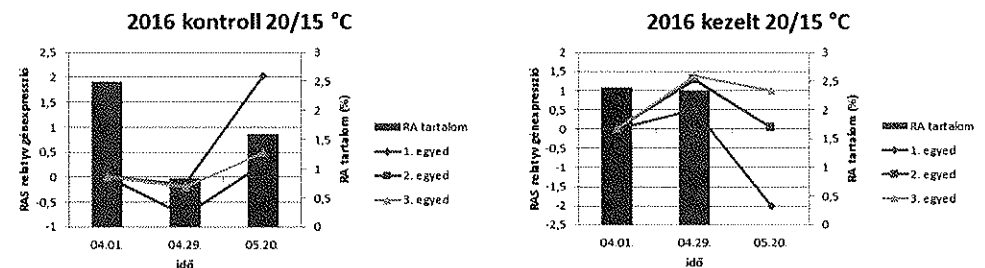 2016 kontroll 20/15 °C
RAS relatyv génexpresszió
2,5
2
1,5
1
0,5
0
-0,5
-1
3
2,5
2
1,5
1
0,5
0
RA tartalom (%)
04.01.
04.29.
05.20.
idő
RA tartalom
1. egyed
2. egyed
3. egyed
2016 kezelt 20/15 °C
RAS relatyv génexpresszió
2
1,5
1
0,5
0
-0,5
-1
-1,5
-2
-2,5
3
2,5
2
1,5
1
0,5
0
RA tartalom (%)
04.01.
04.29.
05.20.
idő
RA tartalom
1. egyed
2. egyed
3. egyed